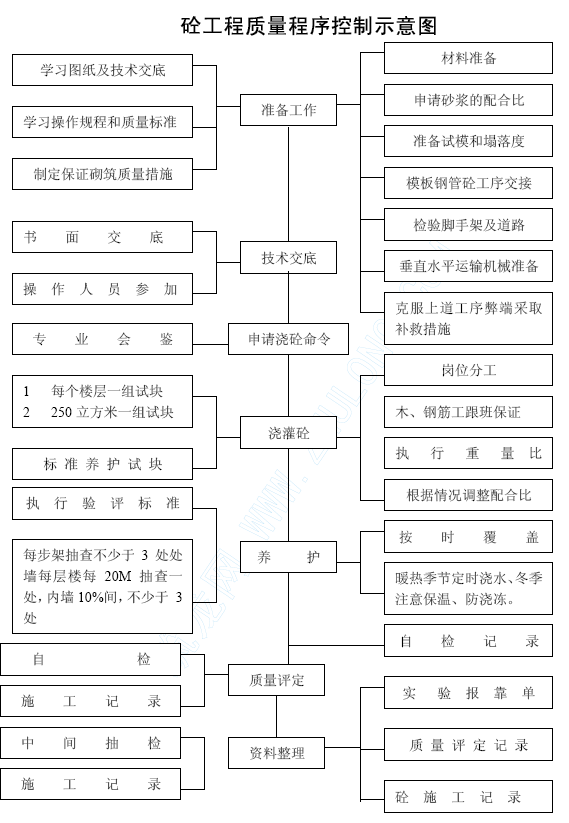 砼工程质量程序控制示意图
学习图纸及技术交底
学习操作规程和质量标准
制定保证砌筑质量措施
准备工作
材料准备
申请砂浆的配合比
准备试模和塌落度
模板钢管砼工序交接
检验脚手架及道路
垂直水平运输机械准备
克服上道工序弊端采取
补救措施
书面交底
操作人员参加
技术交底
专业会鉴
申请浇砼命令
1 每个楼层一组试块
2 250立方米一组试块
标准养护试块
浇灌砼
岗位分工
木、钢筋工跟班保证
执行重量比
根据情况调整配合比
执行验评标准
每步架抽查不少于 3 处处
墙每层楼每 20M 抽查一
处，内墙10%间，不少于 3
处
养护
按时覆盖
暖热季节定时浇水、冬季
注意保温、防浇冻。
自检记录
自检
施工记录
质量评定
中间抽检
施工记录
资料整理
实验报靠单
质量评定记录
砼施工记录